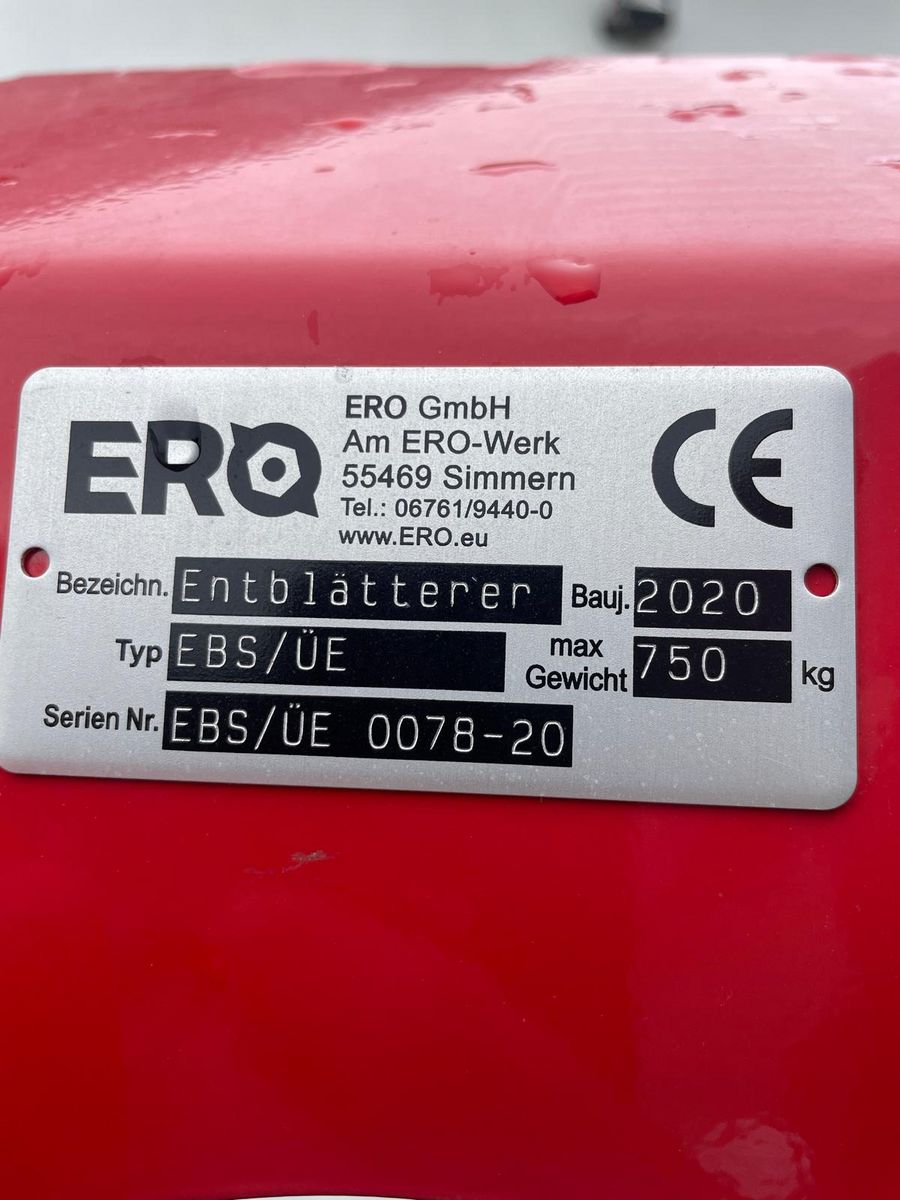 ERO
ERO GmbH
Am ERO-Werk
55469 Simmern
Tel.: 06761/9440-0
www.ERO.eu
CE
Bezeichn. Entblätterer Bauj. 2020
Typ EBS/ÜE max Gewicht 750 kg
Serien Nr. EBS/ÜE 0078-20